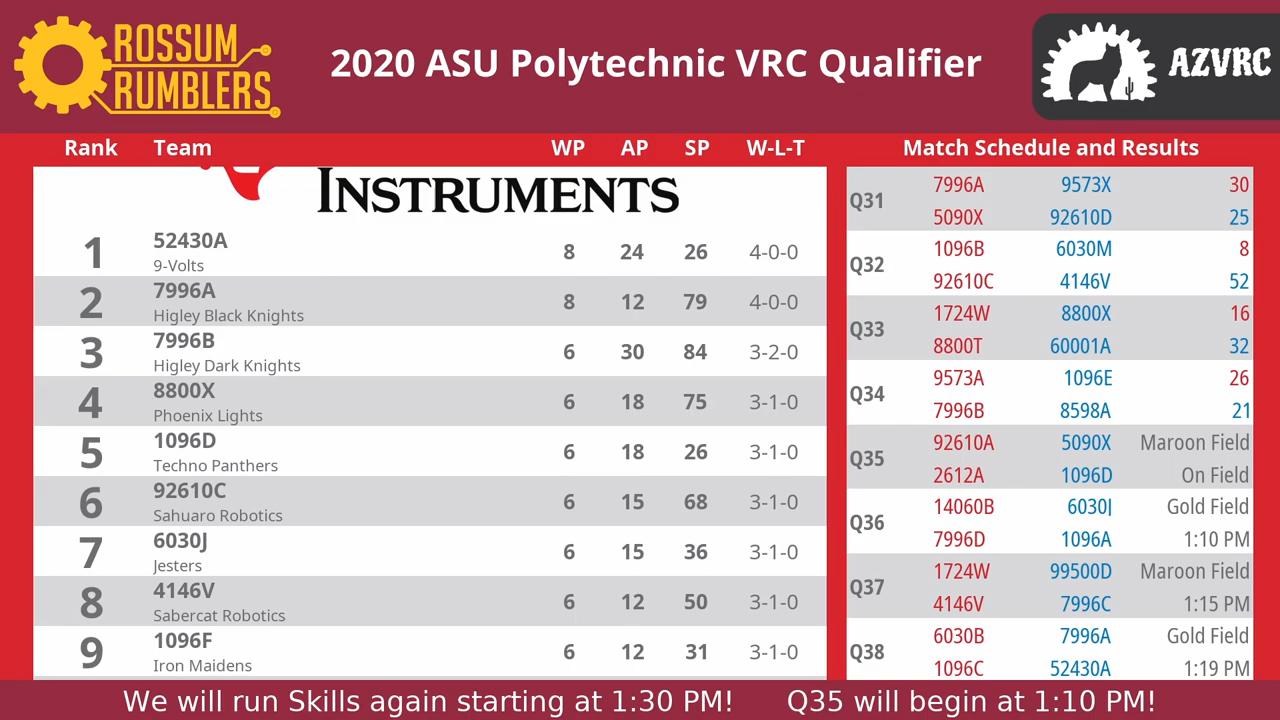 ROSSUM
RUMBLERS
2020 ASU Polytechnic VRC Qualifier
AZVRC
Rank Team WP AP SP W-L-T
INSTRUMENTS
1 52430A 8 24 26 4-0-0
9-Volts
2 7996A 8 12 79 4-0-0
Higley Black Knights
3 7996B 6 30 84 3-2-0
Higley Dark Knights
4 8800X 6 18 75 3-1-0
Phoenix Lights
5 1096D 6 18 26 3-1-0
Techno Panthers
6 92610C 6 15 68 3-1-0
Sahuaro Robotics
7 6030J 6 15 36 3-1-0
Jesters
8 4146V 6 12 50 3-1-0
Sabercat Robotics
9 1096F 6 12 31 3-1-0
Iron Maidens
Match Schedule and Results
Q31 7996A 9573X 30
5090X 92610D 25
Q32 1096B 6030M 8
92610C 4146V 52
Q33 1724W 8800X 16
8800T 60001A 32
Q34 9573A 1096E 26
7996B 8598A 21
Q35 92610A 5090X Maroon Field
2612A 1096D On Field
Q36 14060B 6030J Gold Field
7996D 1096A 1:10 PM
Q37 1724W 99500D Maroon Field
4146V 7996C 1:15 PM
Q38 6030B 7996A Gold Field
1096C 52430A 1:19 PM
We will run Skills again starting at 1:30 PM! Q35 will begin at 1:10 PM!